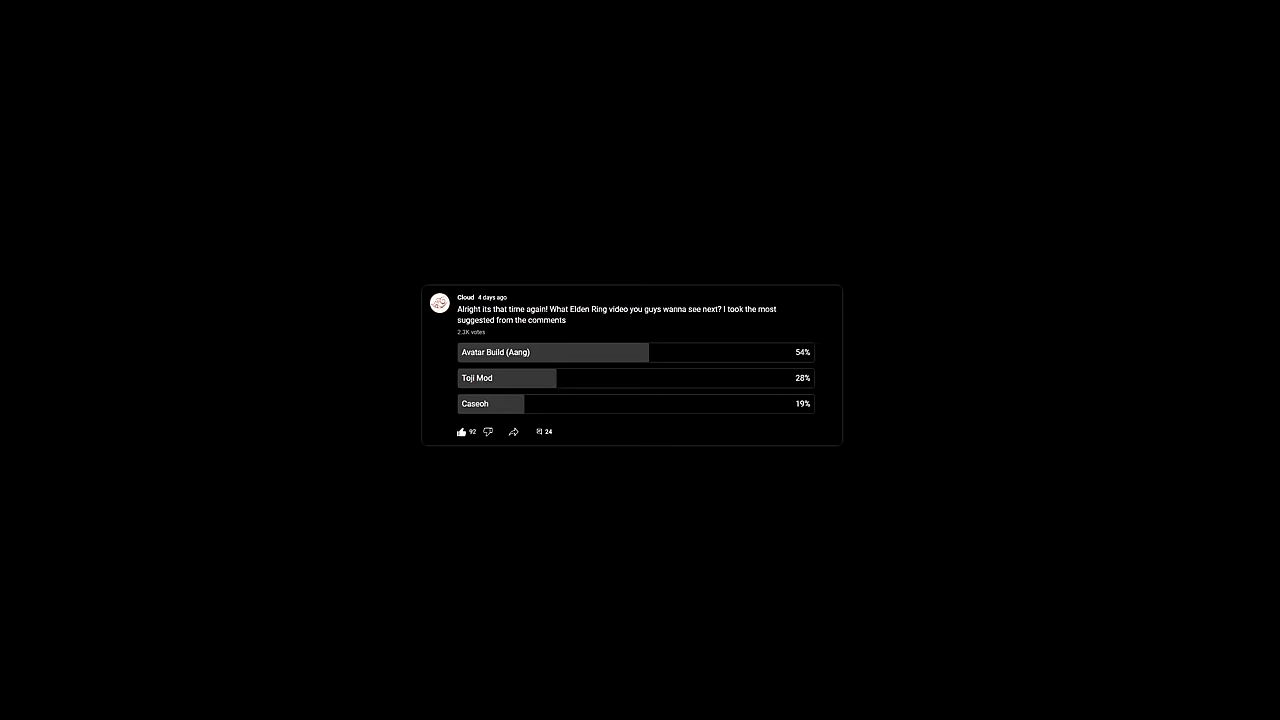 Cloud 4 days ago
Alright its that time again! What Elden Ring video you guys wanna see next? I took the most
suggested from the comments
2.3K votes
Avatar Build (Aang) 54%
Toji Mod 28%
Caseoh 19%
92 24